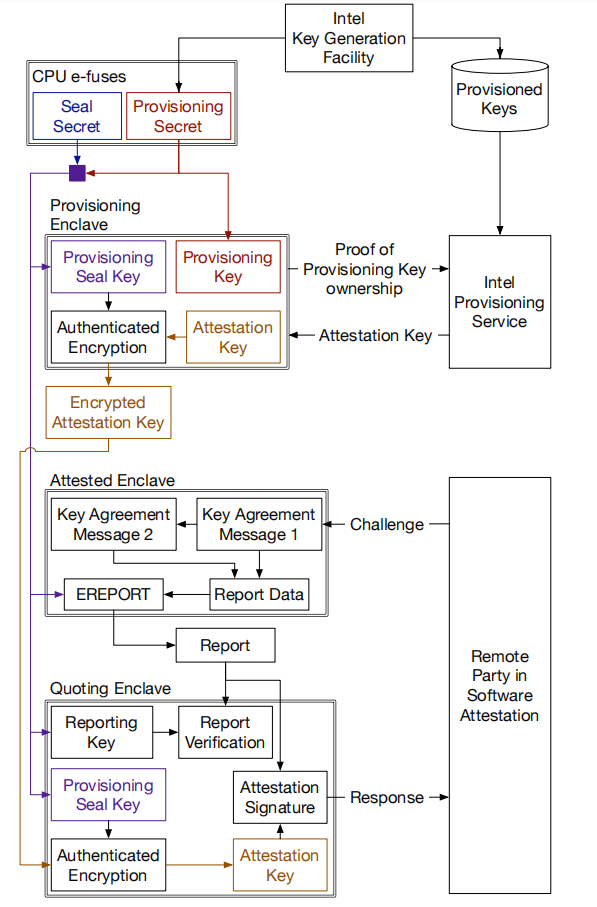 Intel
Key Generation
Facility
CPU e-fuses
Seal
Secret
Provisioning
Secret
Provisioned
Keys
Provisioning
Enclave
Provisioning
Seal Key
Provisioning
Key
Proof of
Provisioning Key
ownership
Intel
Provisioning
Service
Authenticated
Encryption
Attestation
Key
Attestation Key
Encrypted
Attestation Key
Attested Enclave
Key Agreement
Message 2
Key Agreement
Message 1
Challenge
EREPORT
Report Data
Report
Remote
Party in
Software
Attestation
Quoting Enclave
Reporting
Key
Report
Verification
Provisioning
Seal Key
Attestation
Signature
Response
Authenticated
Encryption
Attestation
Key